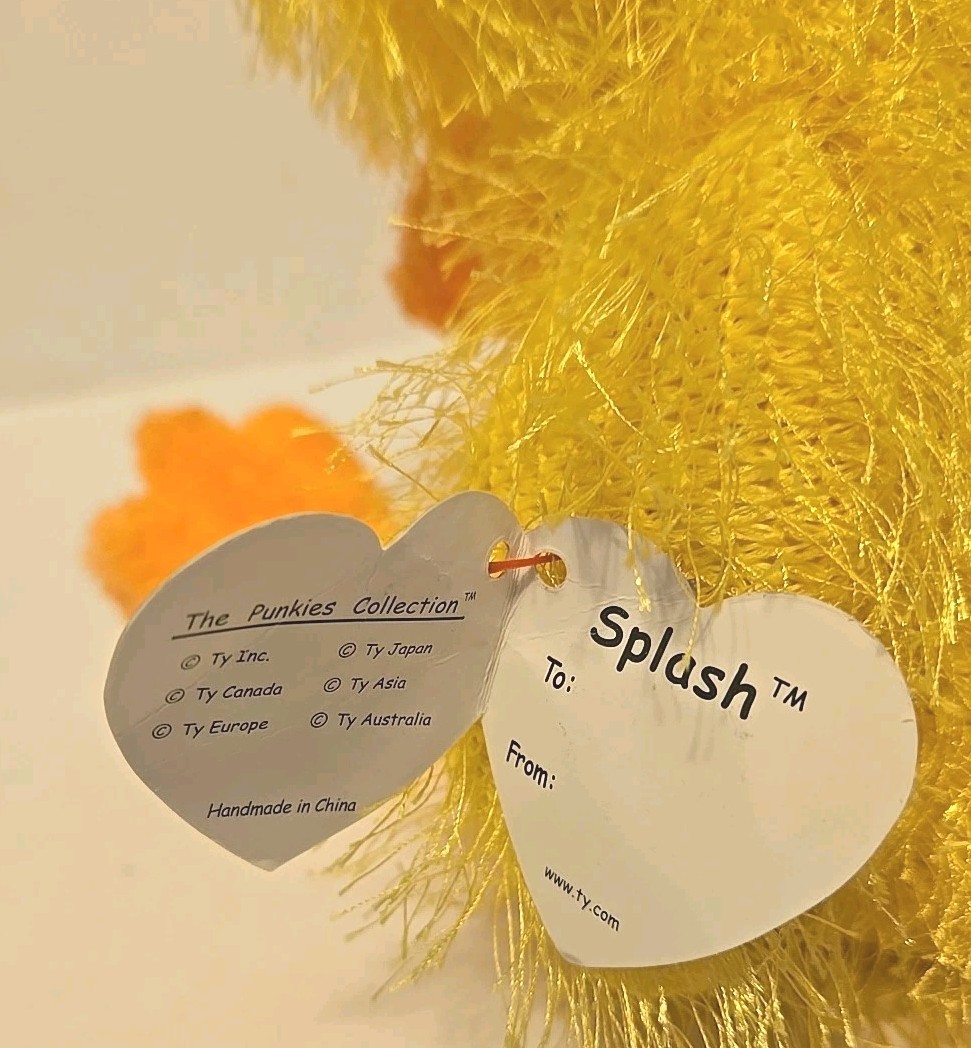 The Punkies Collection™
© Ty Inc. © Ty Japan
© Ty Canada © Ty Asia
© Ty Europe © Ty Australia
Handmade in China
Splash™
To:
From:
www.ty.com